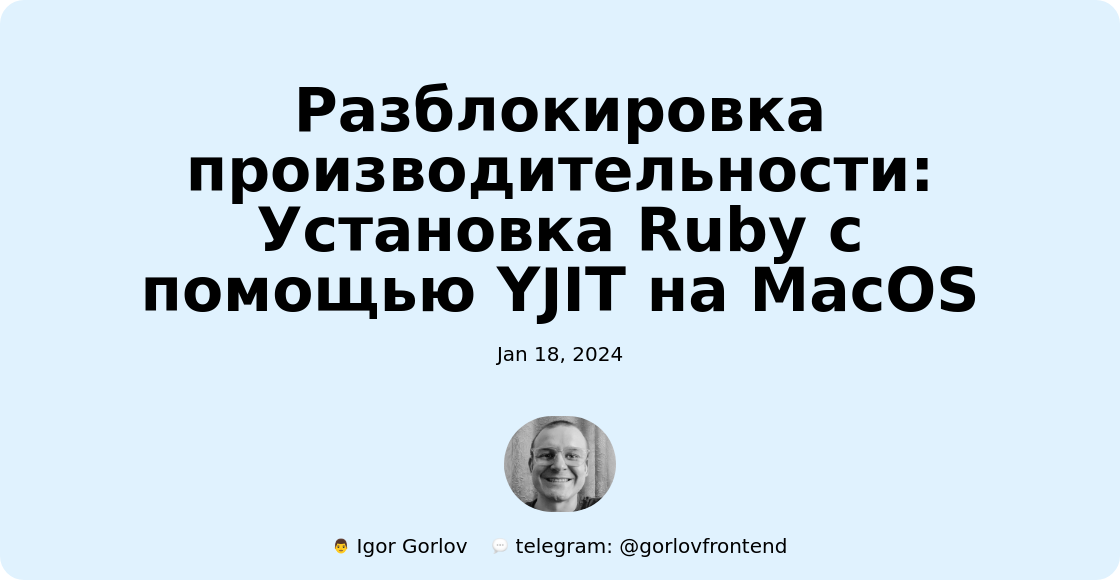 Разблокировка
производительности:
Установка Ruby с
помощью YJIT на MacOS
Jan 18, 2024
👨 Igor Gorlov 💬 telegram: @gorlovfrontend